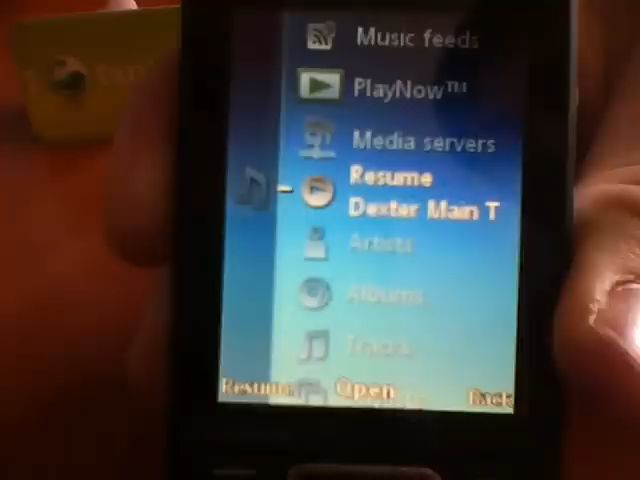 Music feeds
PlayNow™
Media servers
Resume
Dexter Main T
Artists
Albums
Tracks
Resume Open Back